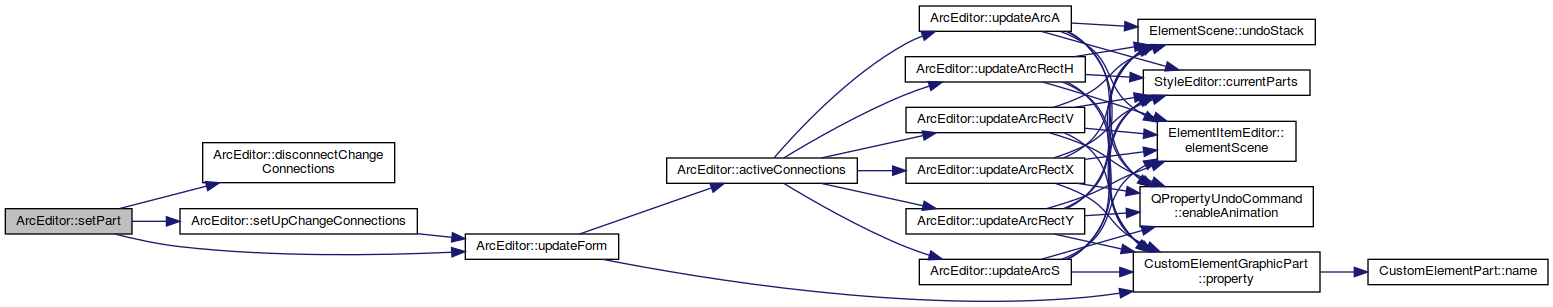 ArcEditor::setPart
ArcEditor::disconnectChange
Connections
ArcEditor::setUpChangeConnections
ArcEditor::updateForm
ArcEditor::activeConnections
ArcEditor::updateArcA
ArcEditor::updateArcRectH
ArcEditor::updateArcRectV
ArcEditor::updateArcRectX
ArcEditor::updateArcRectY
ArcEditor::updateArcS
ElementScene::undoStack
StyleEditor::currentParts
ElementItemEditor::
elementScene
QPropertyUndoCommand
::enableAnimation
CustomElementGraphicPart
::property
CustomElementPart::name